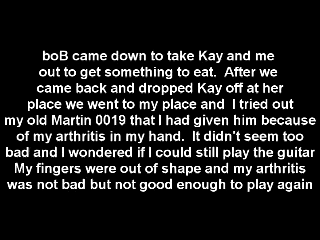 boB came down to take Kay and me
out to get something to eat.  After we
came back and dropped Kay off at her
place we went to my place and  I tried out
my old Martin 0019 that I had given him because
of my arthritis in my hand.  It didn't seem too
bad and I wondered if I could still play the guitar
My fingers were out of shape and my arthritis
was not bad but not good enough to play again